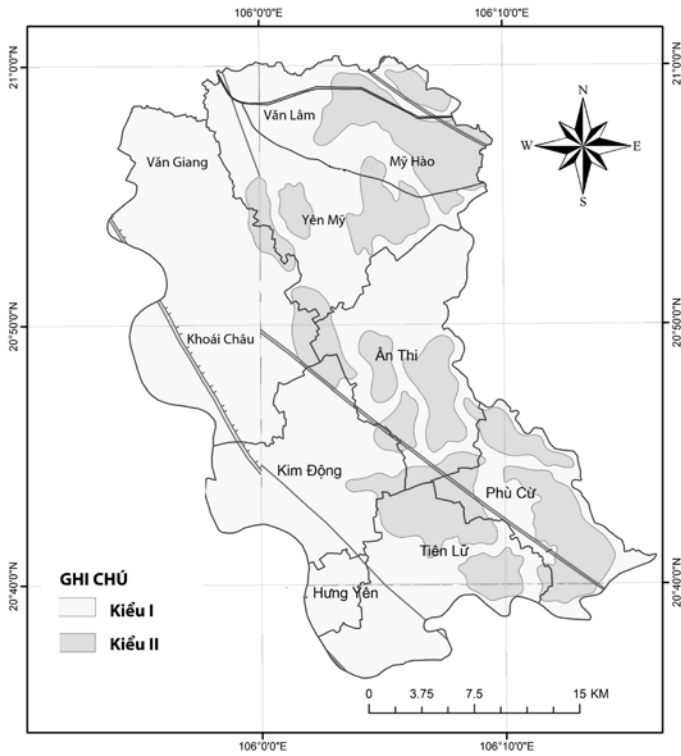 106°0'0"E
106°10'0"E
21°0'0"N
21°0'0"N
N
W
E
S
Văn Lâm
Văn Giang
Mỹ Hào
Yên Mỹ
20°50'0"N
20°50'0"N
Khoái Châu
Ân Thi
Kim Động
Phù Cừ
Tiên Lữ
20°40'0"N
20°40'0"N
GHI CHÚ
Hưng Yên
Kiểu I
Kiểu II
0 3.75 7.5 15 KM
106°0'0"E
106°10'0"E